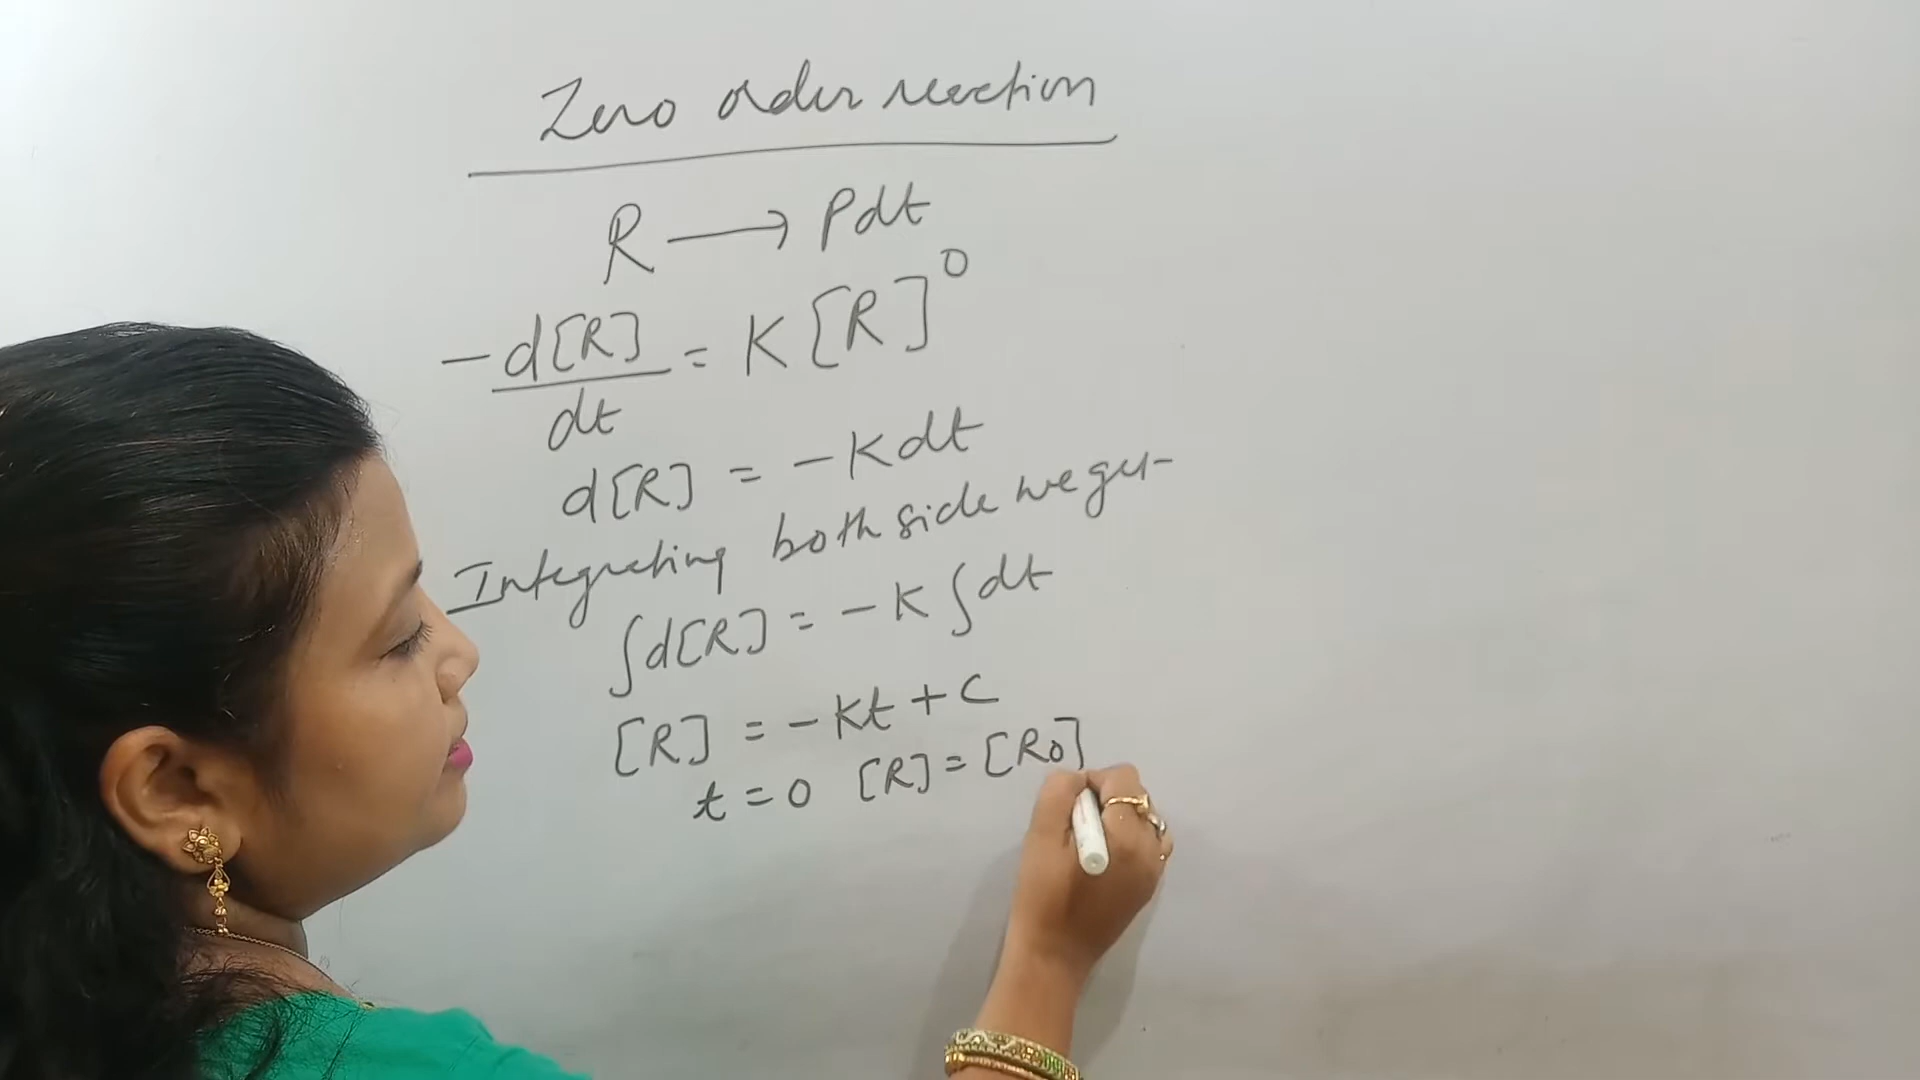 Zero order reaction
R ⟶ Pdt
-d[R]/dt = K[R]⁰
d[R] = -Kdt
Integrating both side we get
∫d[R] = -K∫dt
[R] = -Kt + C
t = 0 [R] = [R0]